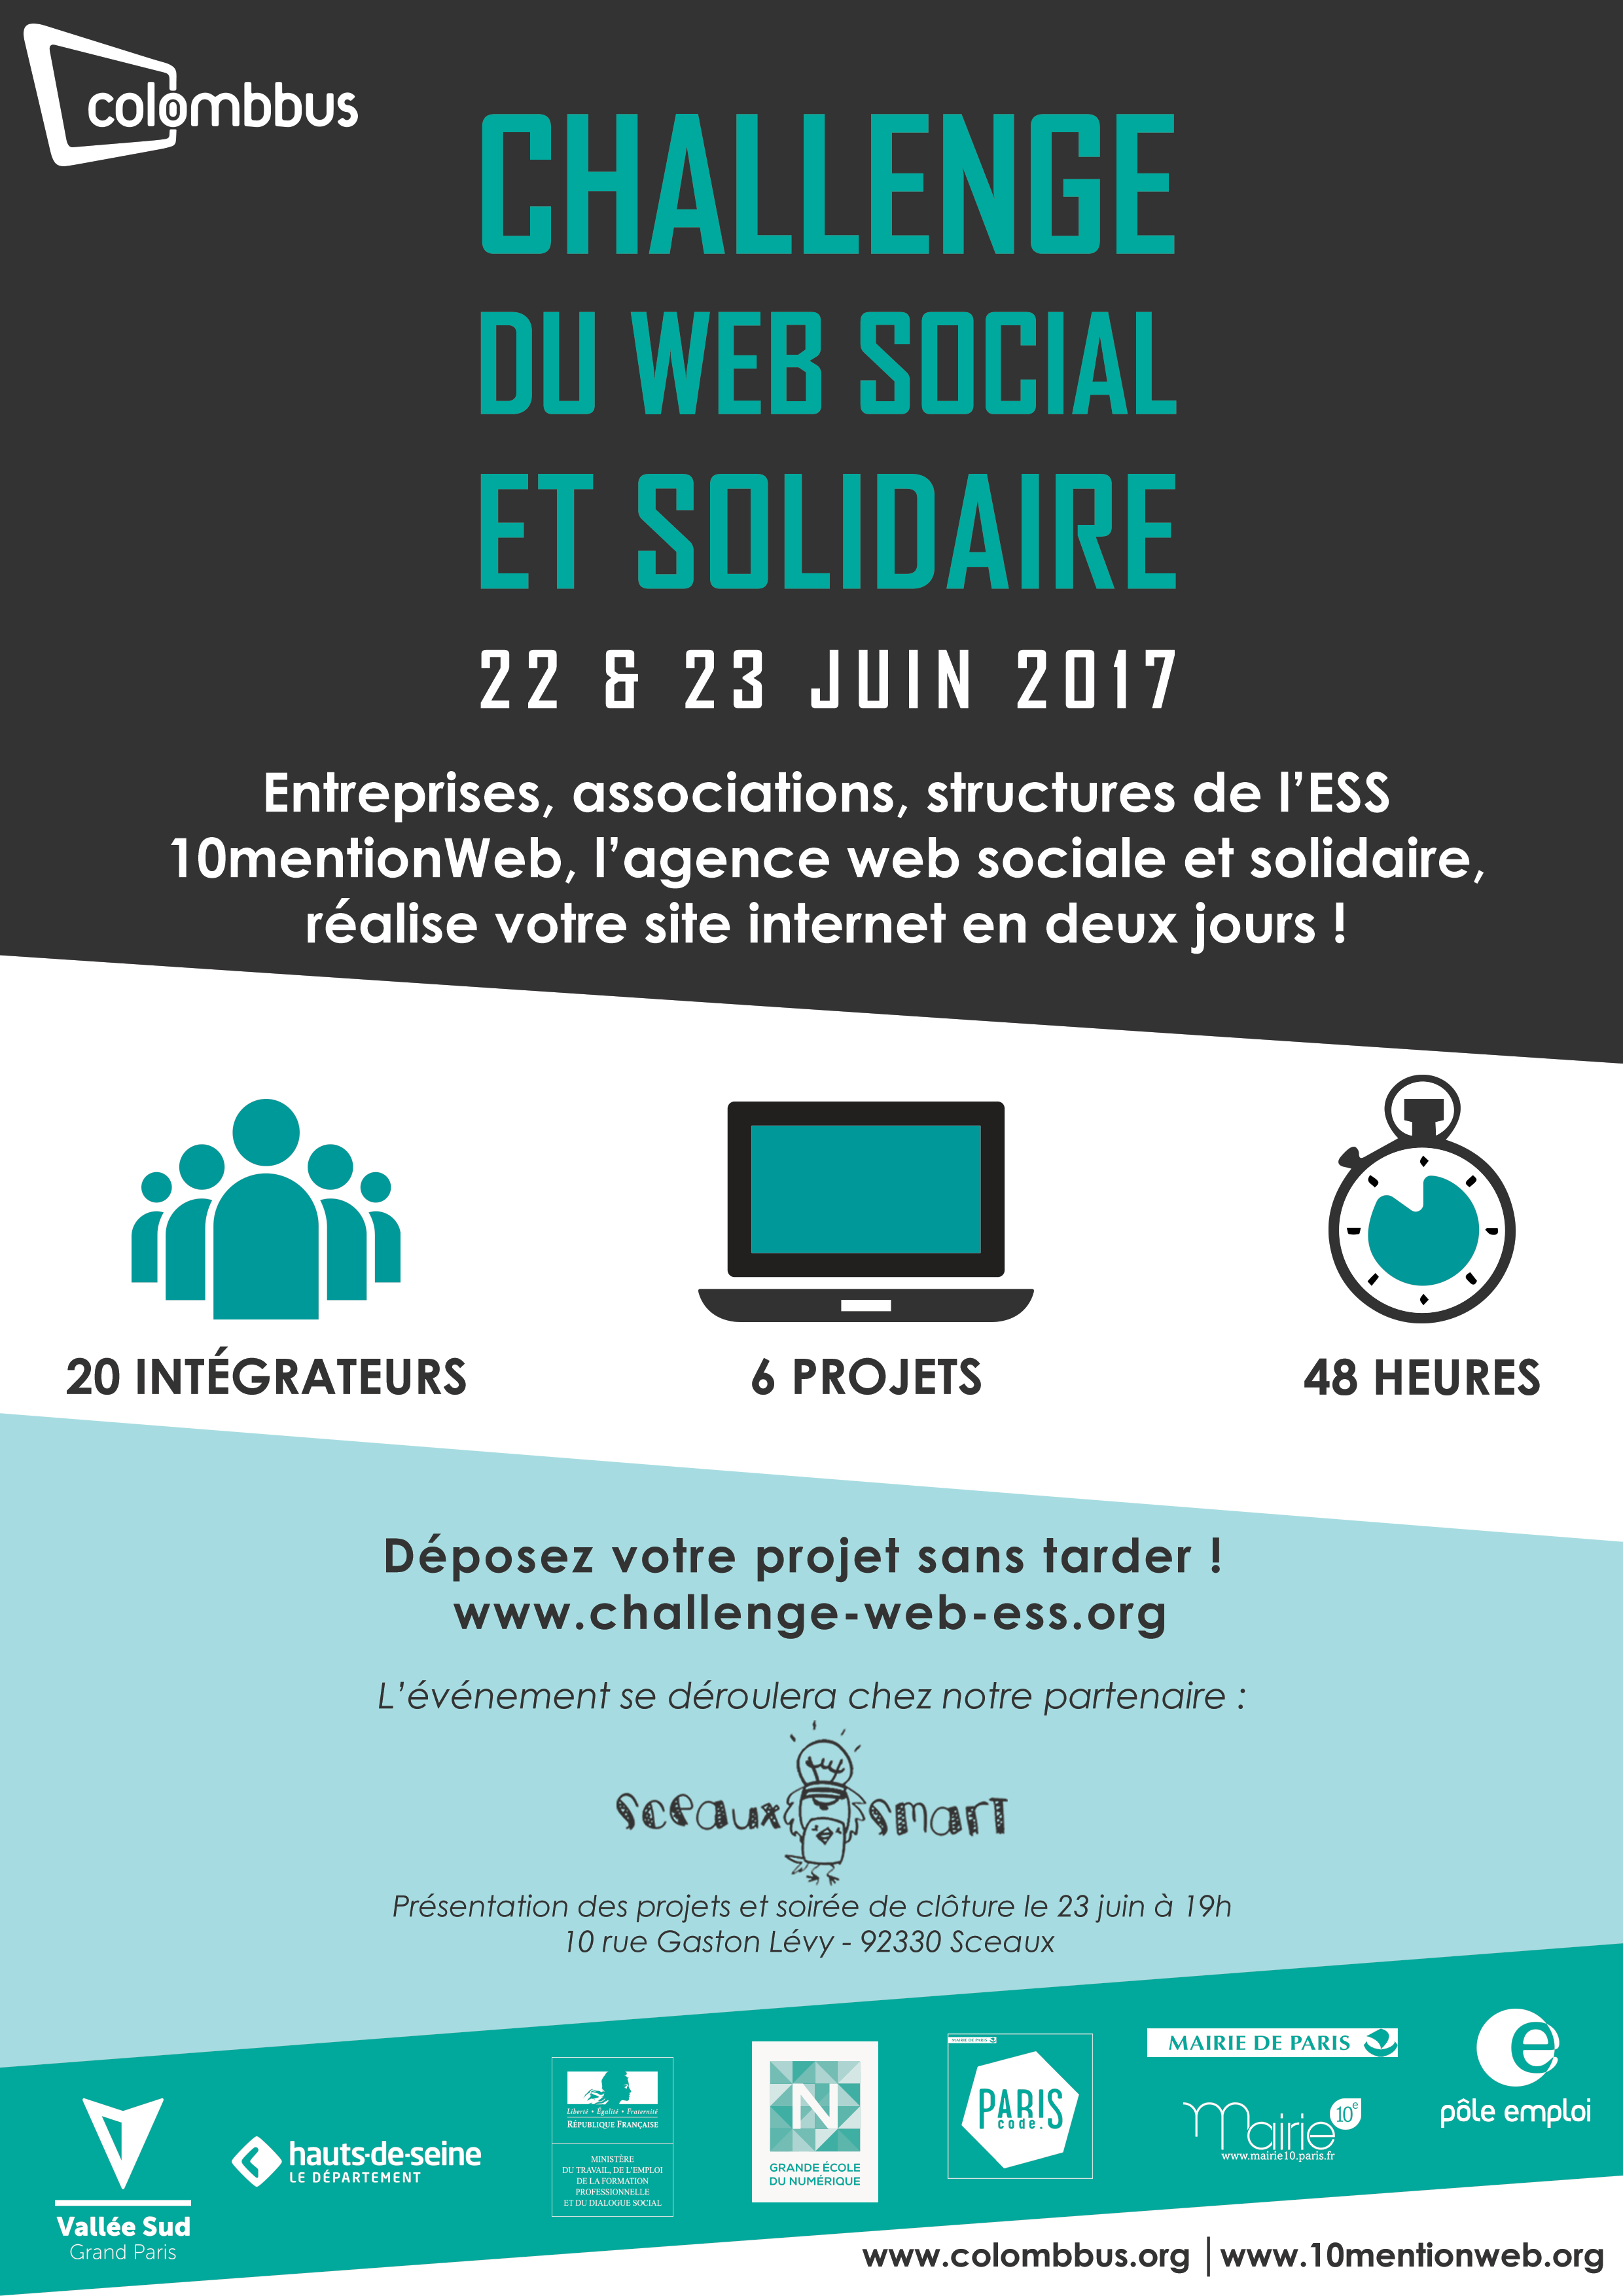 colombbus
CHALLENGE
DU WEB SOCIAL
ET SOLIDAIRE
22 & 23 JUIN 2017
Entreprises, associations, structures de l'ESS
10mentionWeb, l'agence web sociale et solidaire,
réalise votre site internet en deux jours !
20 INTÉGRATEURS
6 PROJETS
48 HEURES
Déposez votre projet sans tarder !
www.challenge-web-ess.org
L'événement se déroulera chez notre partenaire :
sceaux smart
Présentation des projets et soirée de clôture le 23 juin à 19h
10 rue Gaston Lévy - 92330 Sceaux
Vallée Sud
Grand Paris
hauts-de-seine
LE DÉPARTEMENT
Liberté • Égalité • Fraternité
RÉPUBLIQUE FRANÇAISE
MINISTÈRE
DU TRAVAIL, DE L'EMPLOI
DE LA FORMATION
PROFESSIONNELLE
ET DU DIALOGUE SOCIAL
N
GRANDE ÉCOLE
DU NUMÉRIQUE
MAIRIE DE PARIS
PARIS
code.
MAIRIE DE PARIS
Mairie 10e
www.mairie10.paris.fr
e
pôle emploi
www.colombbus.org | www.10mentionweb.org